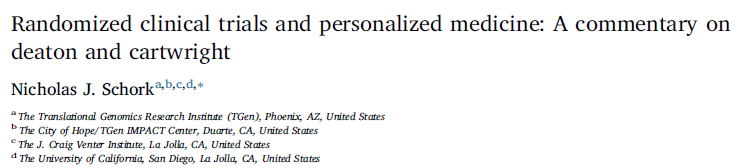 Randomized clinical trials and personalized medicine: A commentary on
deaton and cartwright
Nicholas J. Schork a,b,c,d,*
a The Translational Genomics Research Institute (TGen), Phoenix, AZ, United States
b The City of Hope/TGen IMPACT Center, Duarte, CA, United States
c The J. Craig Venter Institute, La Jolla, CA, United States
d The University of California, San Diego, La Jolla, CA, United States